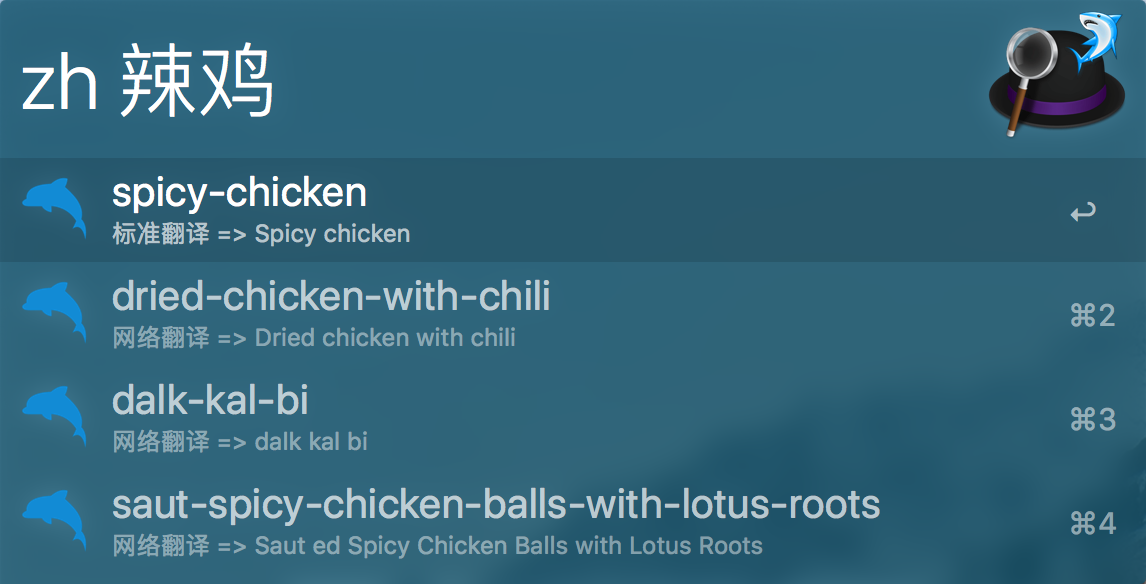 zh 辣鸡
spicy-chicken
标准翻译 => Spicy chicken
dried-chicken-with-chili
网络翻译 => Dried chicken with chili
⌘2
dalk-kal-bi
网络翻译 => dalk kal bi
⌘3
saut-spicy-chicken-balls-with-lotus-roots
网络翻译 => Saut ed Spicy Chicken Balls with Lotus Roots
⌘4